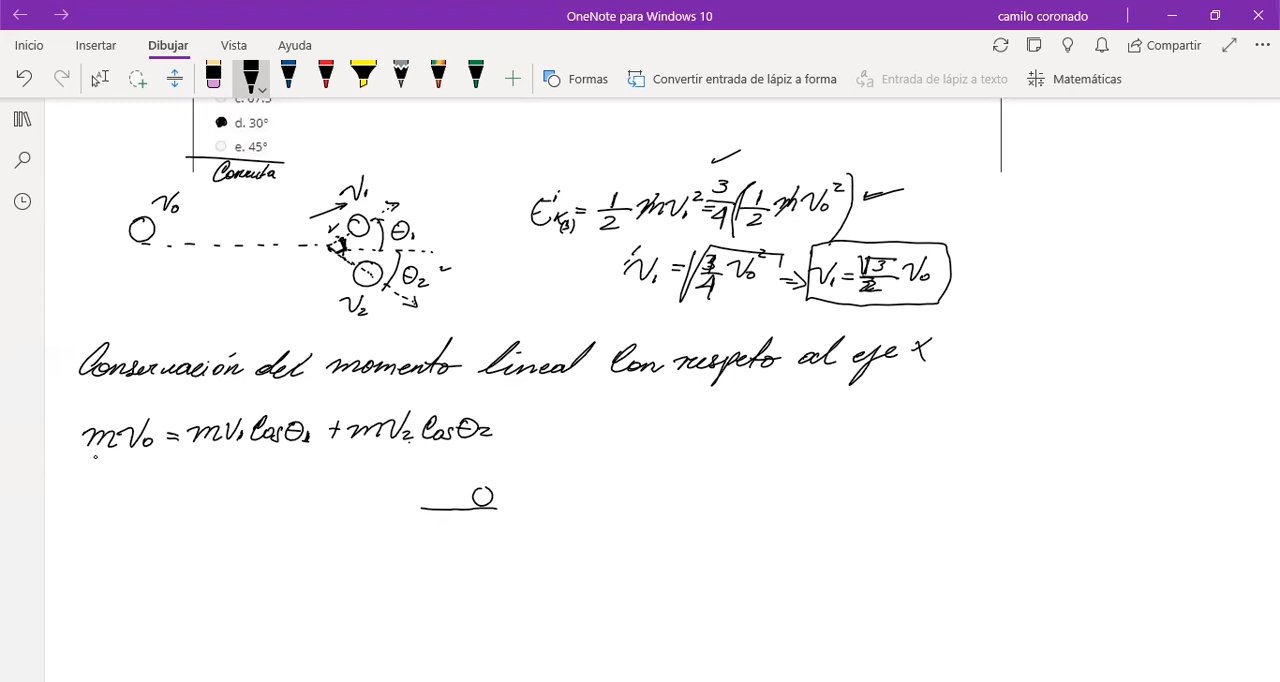 OneNote para Windows 10
camilo coronado
Inicio
Insertar
Dibujar
Vista
Ayuda
Compartir
Formas
Convertir entrada de lápiz a forma
Entrada de lápiz a texto
Matemáticas
c. 67.5
d. 30°
e. 45°
Correcta
V₀
V₁
θ₁
θ₂
V₂
½ mv₁² = ¾ (½ mv₀²)
V₁ = √(¾ V₀²) ⇒ V₁ = √3/2 V₀
Conservación del momento lineal con respeto al eje x
mV₀ = mV₁ Cosθ₁ + mV₂ Cosθ₂